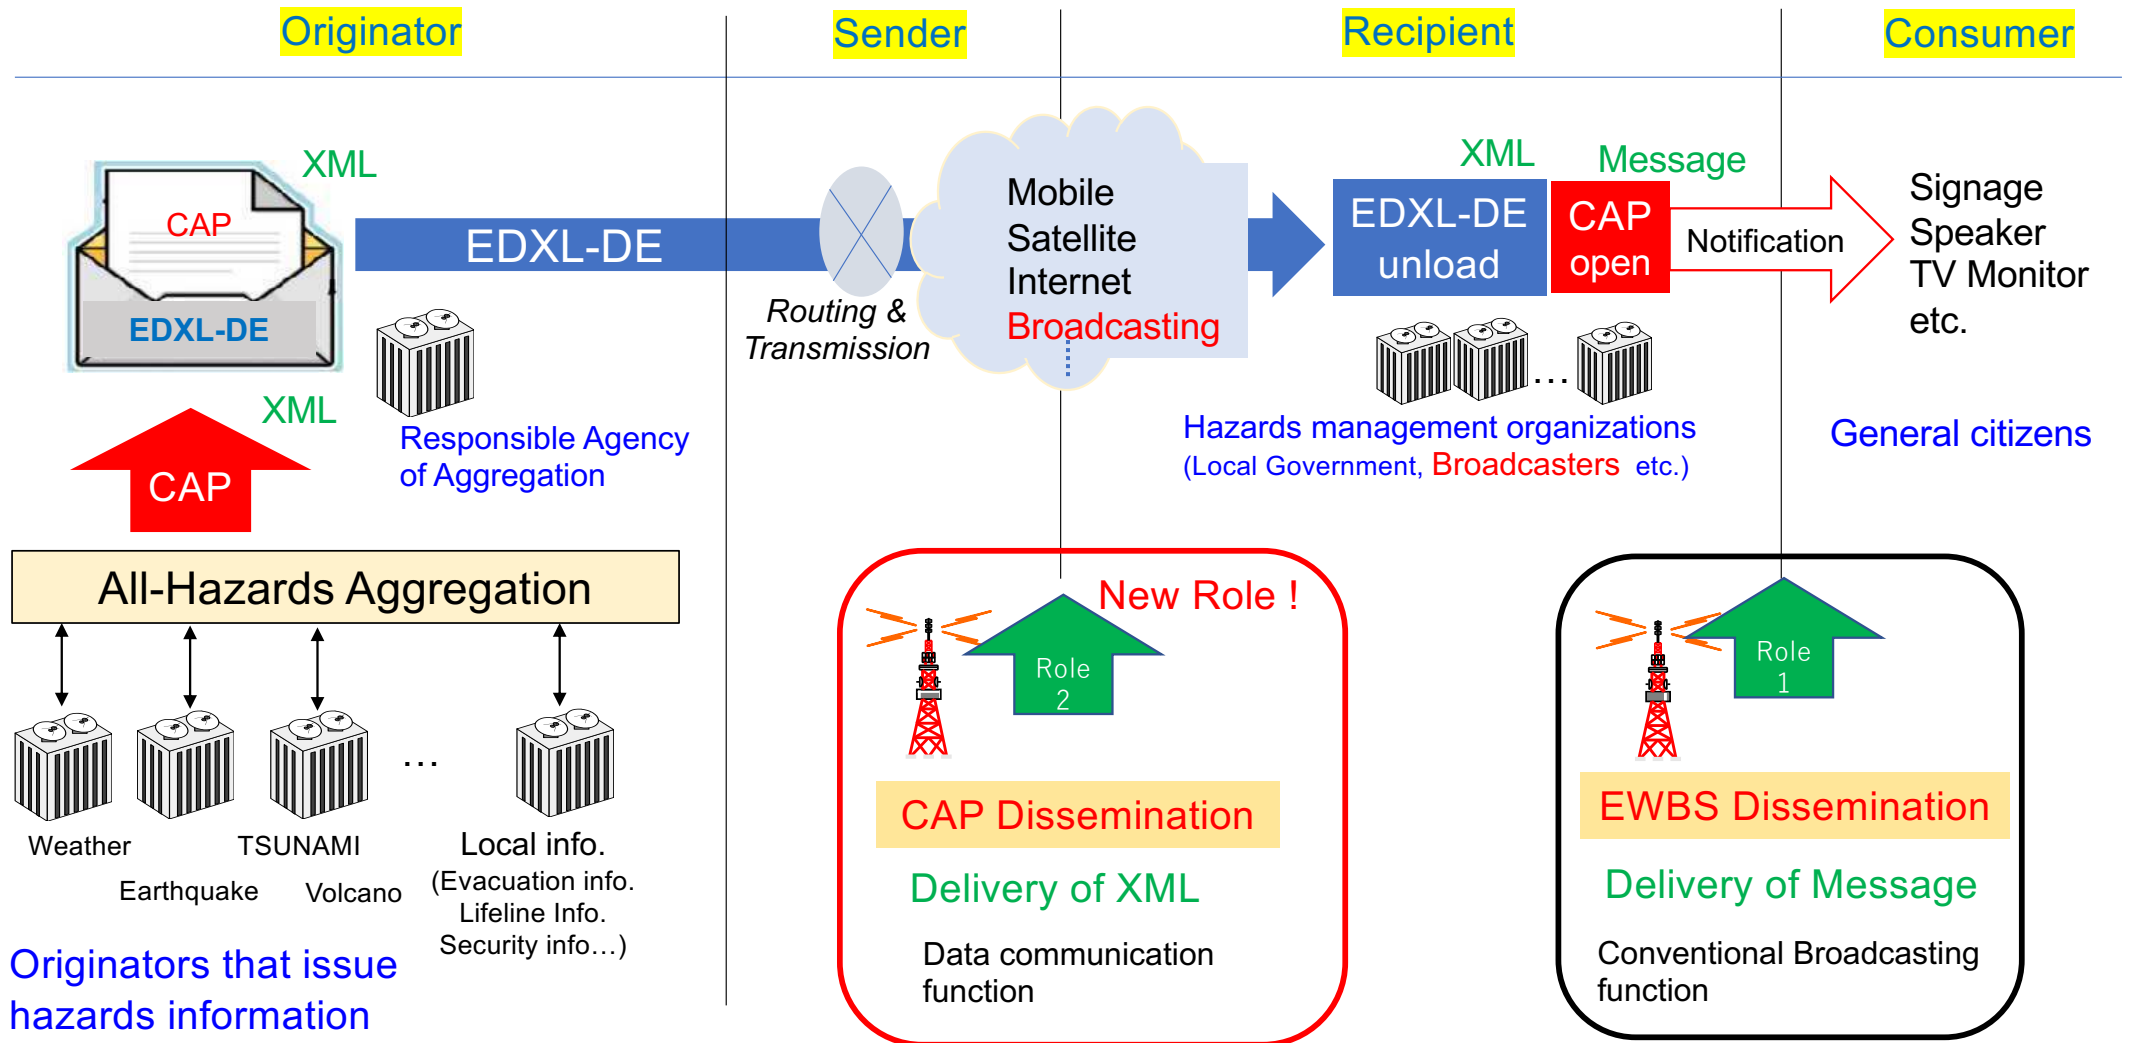 Originator
Sender
Recipient
Consumer
XML
CAP
EDXL-DE
EDXL-DE
Routing &
Transmission
Mobile
Satellite
Internet
Broadcasting
XML
Message
EDXL-DE
unload
CAP
open
Notification
Signage
Speaker
TV Monitor
etc.
XML
CAP
Responsible Agency
of Aggregation
...
Hazards management organizations
(Local Government, Broadcasters etc.)
General citizens
All-Hazards Aggregation
...
Weather
Earthquake
TSUNAMI
Volcano
Local info.
(Evacuation info.
Lifeline Info.
Security info...)
Originators that issue
hazards information
New Role !
Role
2
CAP Dissemination
Delivery of XML
Data communication
function
Role
1
EWBS Dissemination
Delivery of Message
Conventional Broadcasting
function